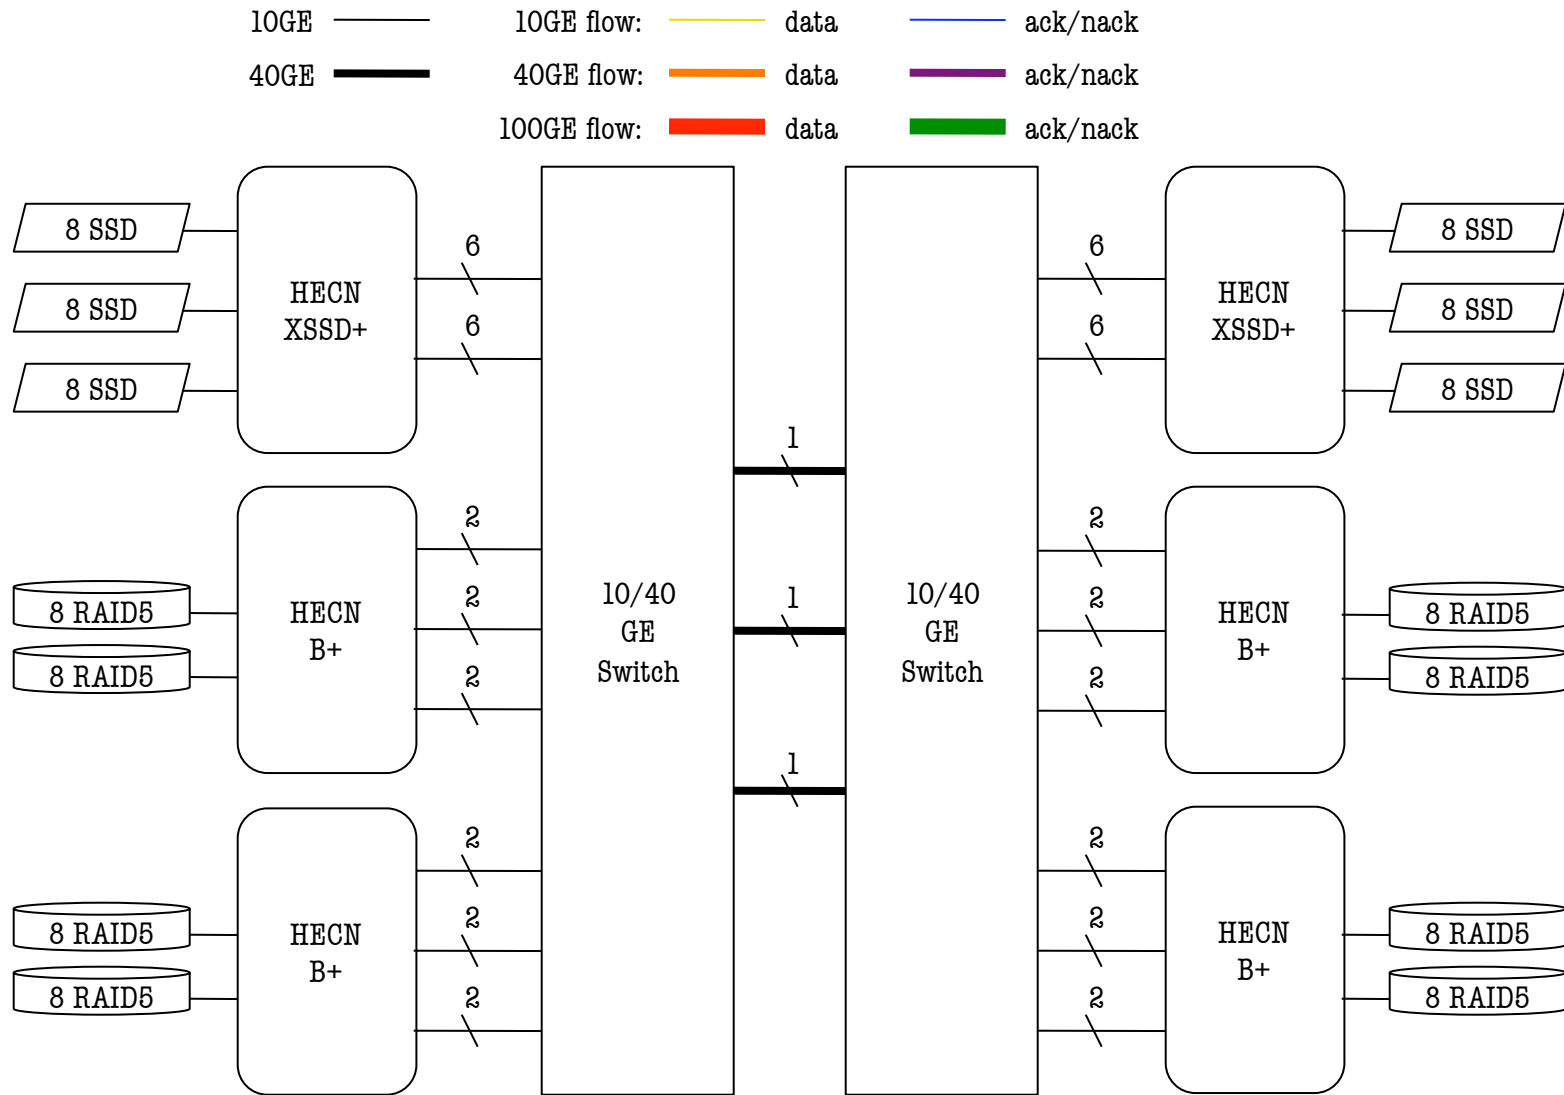 10GE 10GE flow: data ack/nack
40GE 40GE flow: data ack/nack
100GE flow: data ack/nack
8 SSD
8 SSD
8 SSD
HECN
XSSD+
6
6
8 RAID5
8 RAID5
HECN
B+
2
2
2
8 RAID5
8 RAID5
HECN
B+
2
2
2
10/40
GE
Switch
1
1
1
10/40
GE
Switch
6
6
HECN
XSSD+
8 SSD
8 SSD
8 SSD
2
2
2
HECN
B+
8 RAID5
8 RAID5
2
2
2
HECN
B+
8 RAID5
8 RAID5